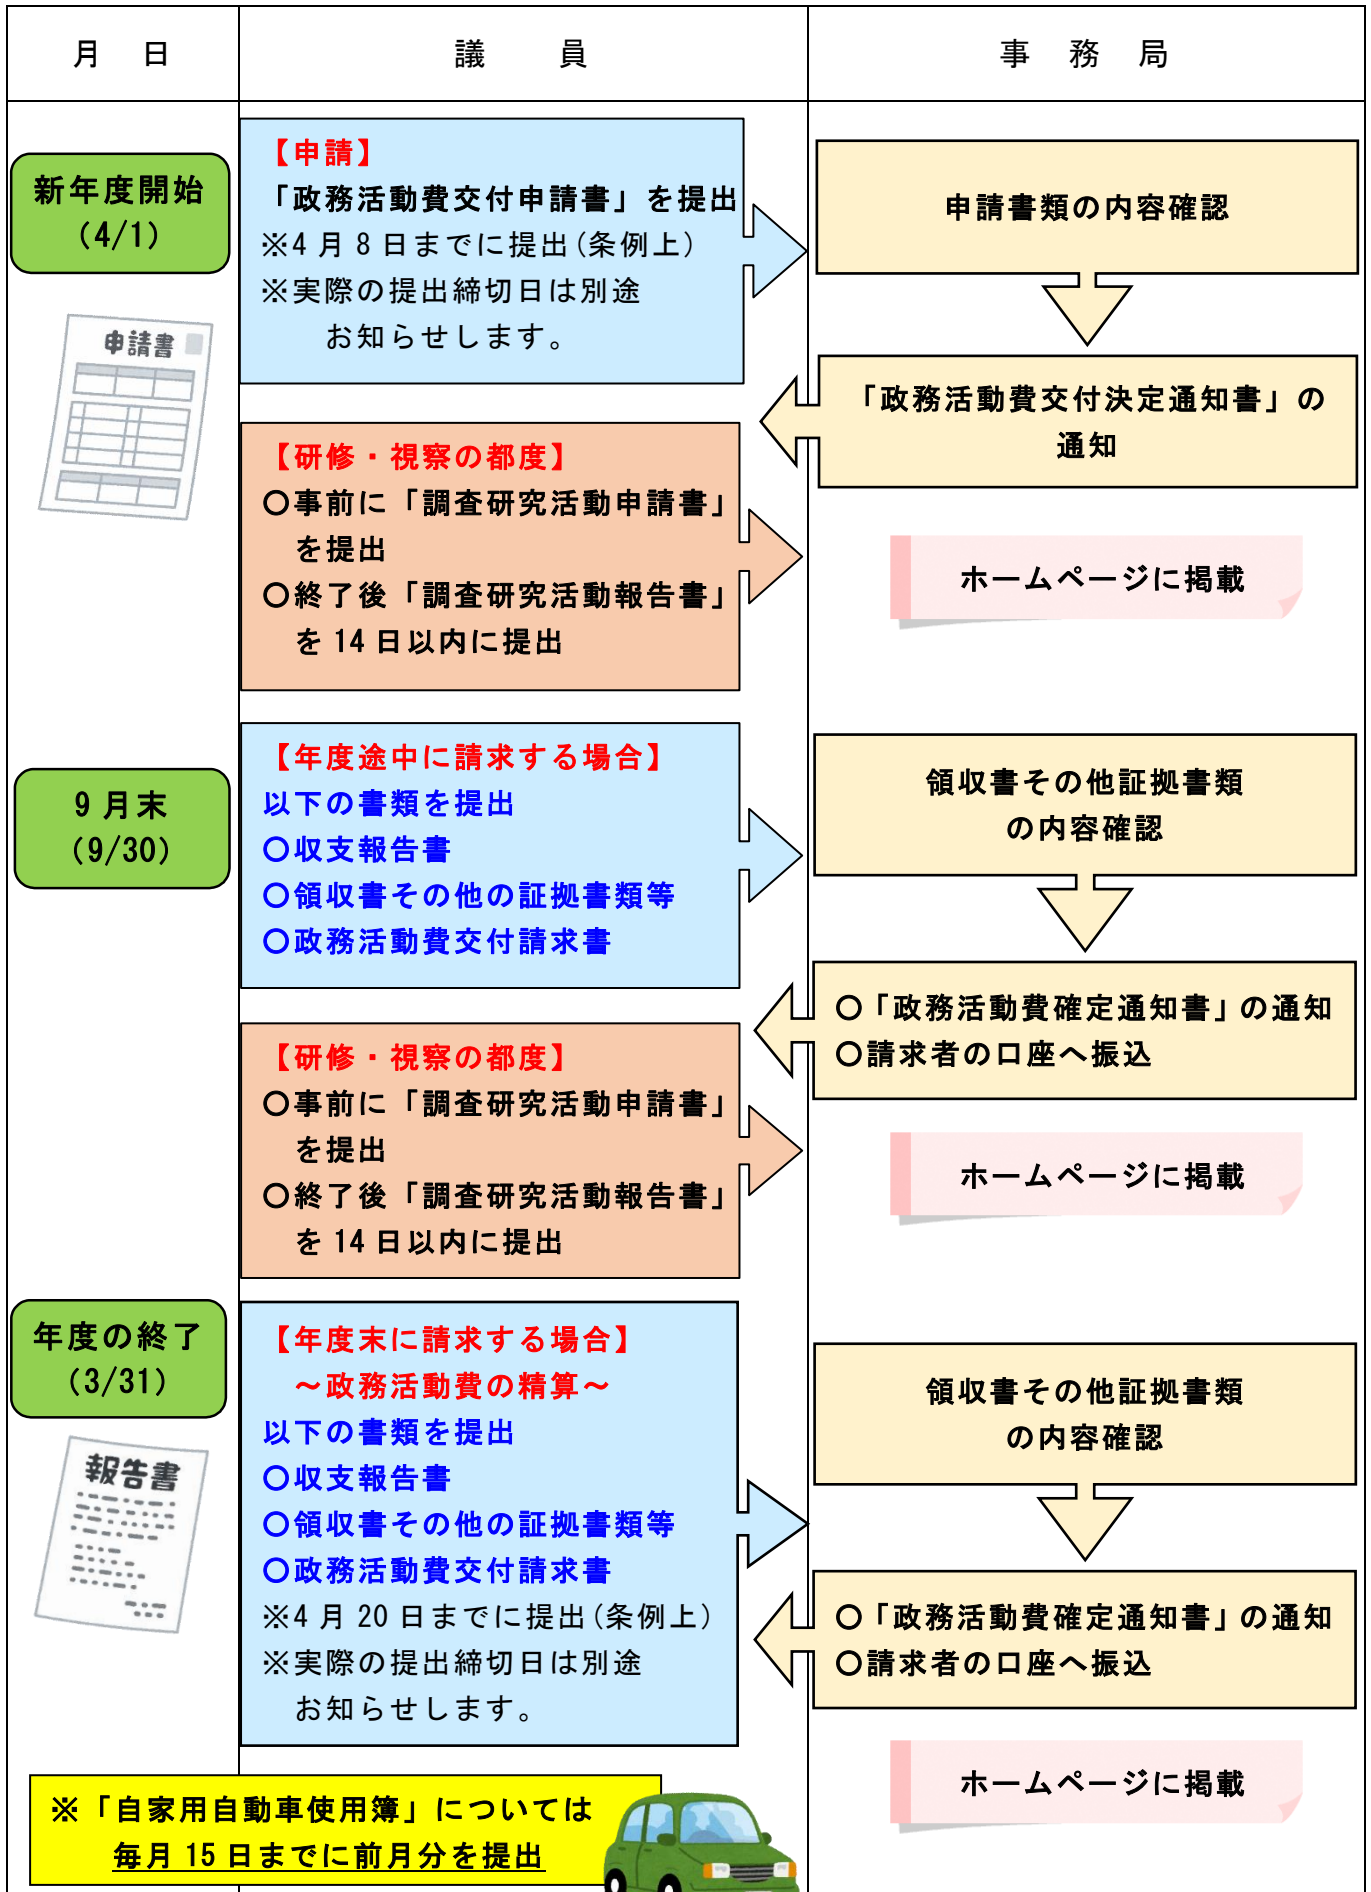 月 日
議 員
事 務 局
新年度開始
(4/1)
申請書
【申請】
「政務活動費交付申請書」を提出
※4月8日までに提出(条例上)
※実際の提出締切日は別途
お知らせします。
申請書類の内容確認
「政務活動費交付決定通知書」の
通知
【研修・視察の都度】
〇事前に「調査研究活動申請書」
を提出
〇終了後「調査研究活動報告書」
を14日以内に提出
ホームページに掲載
9月末
(9/30)
【年度途中に請求する場合】
以下の書類を提出
〇収支報告書
〇領収書その他の証拠書類等
〇政務活動費交付請求書
領収書その他証拠書類
の内容確認
〇「政務活動費確定通知書」の通知
〇請求者の口座へ振込
【研修・視察の都度】
〇事前に「調査研究活動申請書」
を提出
〇終了後「調査研究活動報告書」
を14日以内に提出
ホームページに掲載
年度の終了
(3/31)
報告書
【年度末に請求する場合】
～政務活動費の精算～
以下の書類を提出
〇収支報告書
〇領収書その他の証拠書類等
〇政務活動費交付請求書
※4月20日までに提出(条例上)
※実際の提出締切日は別途
お知らせします。
領収書その他証拠書類
の内容確認
〇「政務活動費確定通知書」の通知
〇請求者の口座へ振込
ホームページに掲載
※「自家用自動車使用簿」については
毎月15日までに前月分を提出